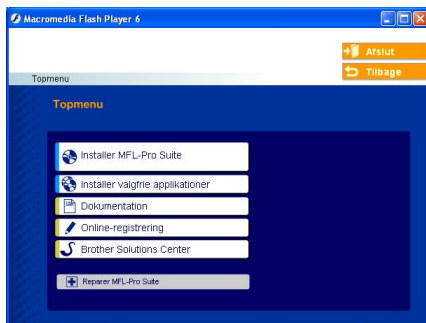 Macromedia Flash Player 6
Afslut
Tilbage
Topmenu
Topmenu
Installer MFL-Pro Suite
Installer valgfrie applikationer
Dokumentation
Online-registrering
Brother Solutions Center
Reparer MFL-Pro Suite